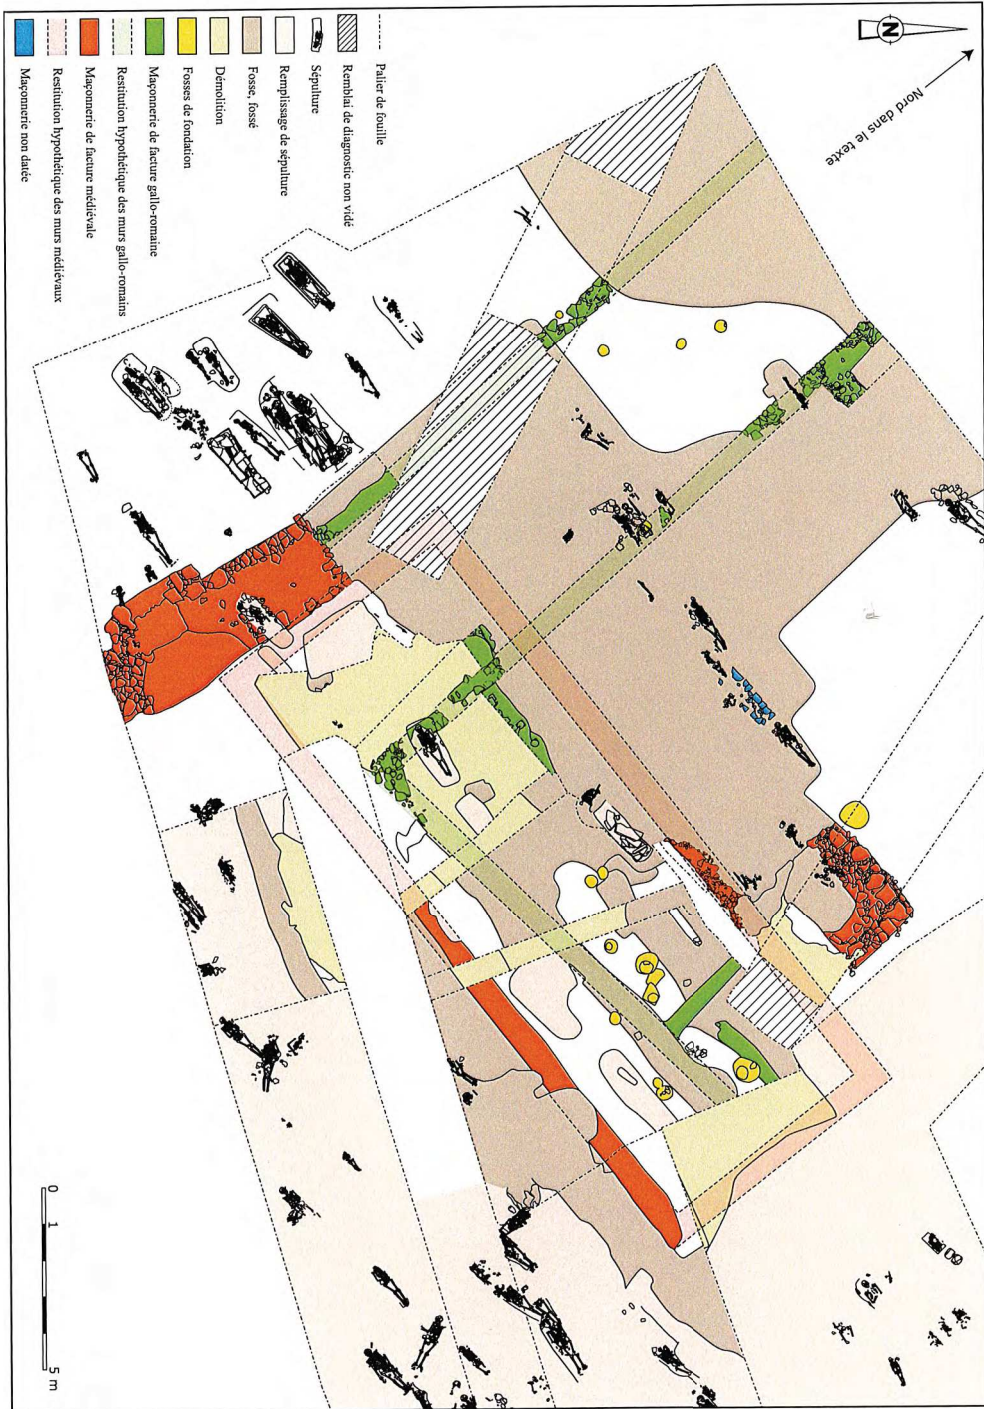 N
Nord dans le texte
Palier de fouille
Remblai de diagnostic non vidé
Sépulture
Remplissage de sépulture
Fosse, fossé
Démolition
Fosses de fondation
Maçonnerie de facture gallo-romaine
Restitution hypothétique des murs gallo-romains
Maçonnerie de facture médiévale
Restitution hypothétique des murs médiévaux
Maçonnerie non datée
0 1 5 m